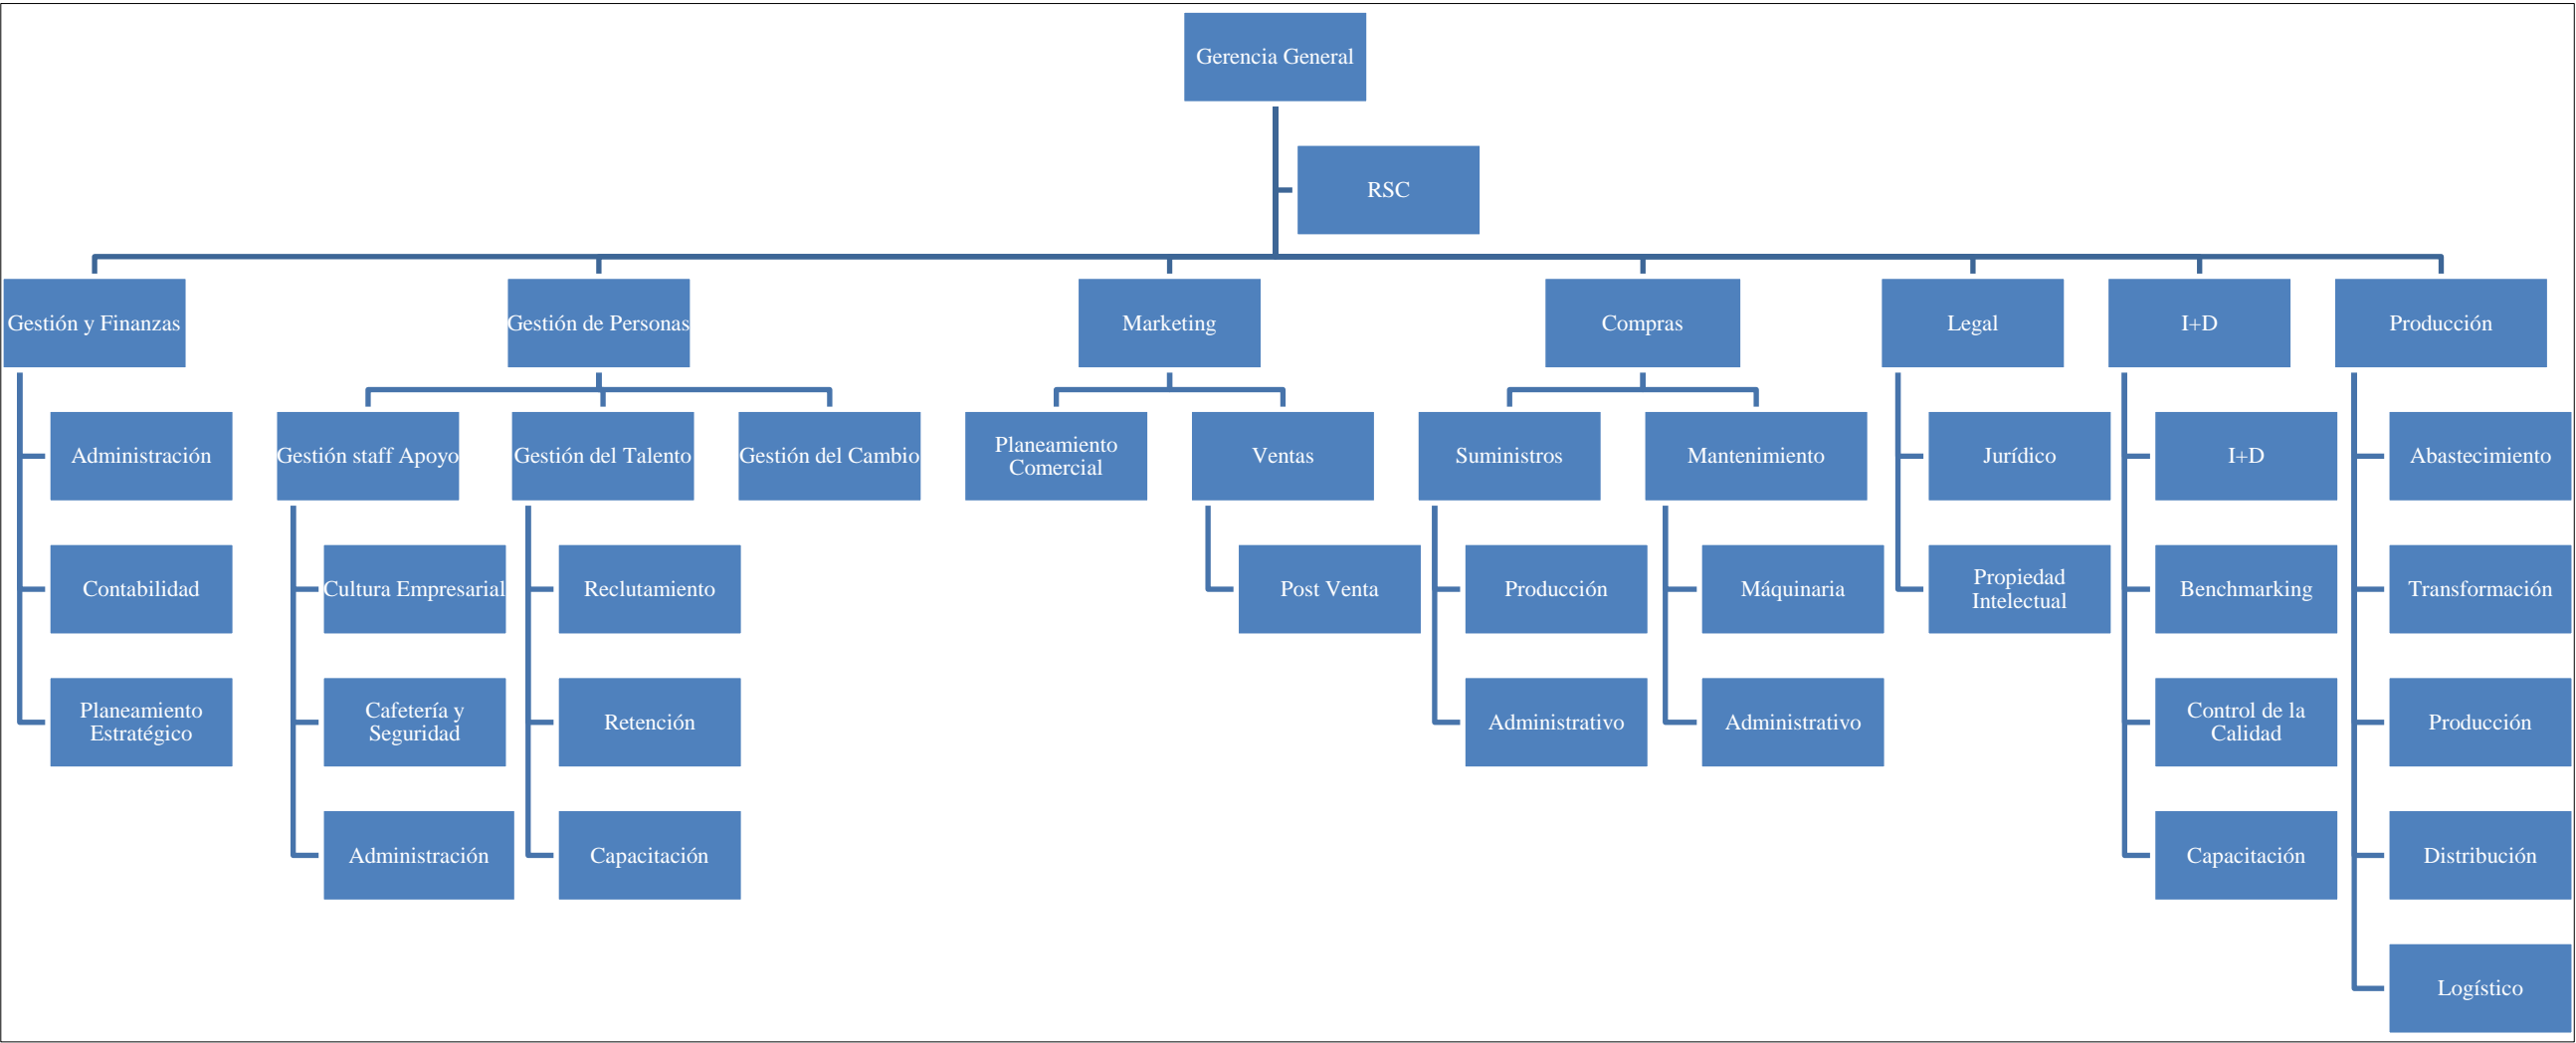 Gerencia General
RSC
Gestión y Finanzas
Gestión de Personas
Marketing
Compras
Legal
I+D
Producción
Administración
Gestión staff Apoyo
Gestión del Talento
Gestión del Cambio
Planeamiento
Comercial
Ventas
Suministros
Mantenimiento
Jurídico
I+D
Abastecimiento
Contabilidad
Cultura Empresarial
Reclutamiento
Post Venta
Producción
Máquinaria
Propiedad
Intelectual
Benchmarking
Transformación
Planeamiento
Estratégico
Cafetería y
Seguridad
Retención
Administrativo
Administrativo
Control de la
Calidad
Producción
Administración
Capacitación
Capacitación
Distribución
Logístico